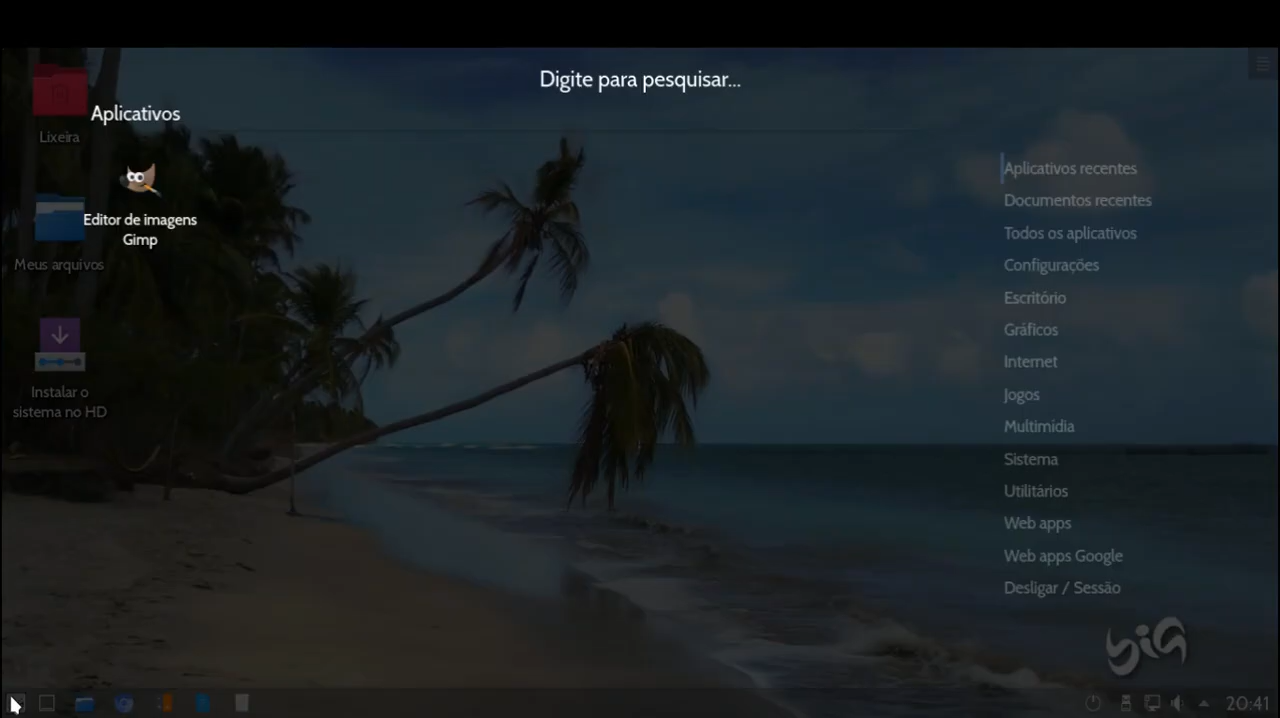 Digite para pesquisar...
Aplicativos
Lixeira
Editor de imagens
Gimp
Meus arquivos
Instalar o
sistema no HD
Aplicativos recentes
Documentos recentes
Todos os aplicativos
Configurações
Escritório
Gráficos
Internet
Jogos
Multimídia
Sistema
Utilitários
Web apps
Web apps Google
Desligar / Sessão
big
20:41